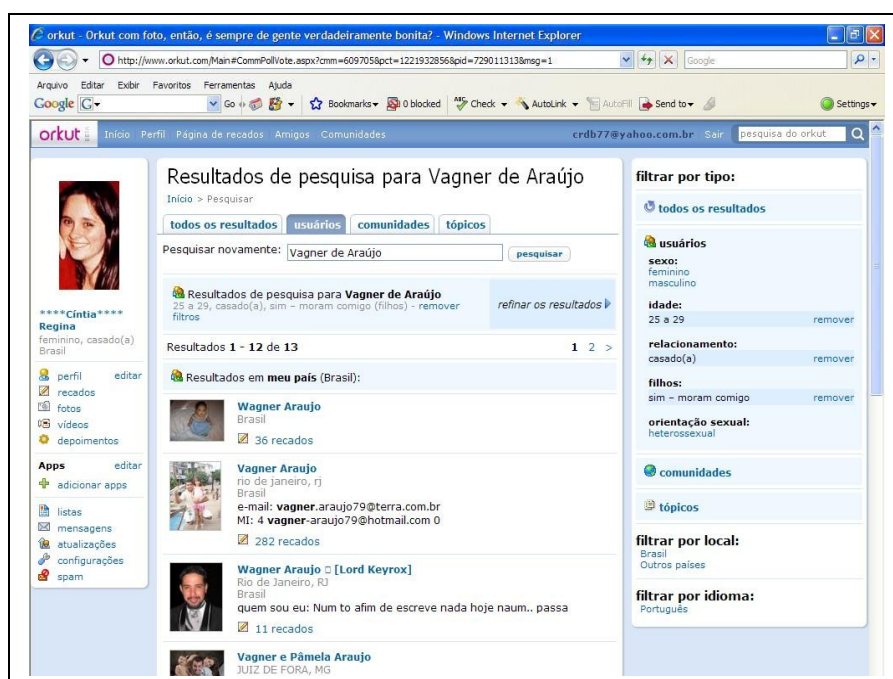 orkut - Orkut com foto, então, é sempre de gente verdadeiramente bonita? - Windows Internet Explorer
http://www.orkut.com/Main#CommPollVote.aspx?cmm=609705&pct=1221932856&pid=729011313&msg=1
Google
Arquivo Editar Exibir Favoritos Ferramentas Ajuda
Google G Go Bookmarks 0 blocked ABC Check AutoLink AutoFill Send to Settings
orkut Início Perfil Página de recados Amigos Comunidades crdb77@yahoo.com.br Sair pesquisa do orkut
****Cíntia****
Regina
feminino, casado(a)
Brasil
perfil editar
recados
fotos
vídeos
depoimentos
Apps editar
adicionar apps
listas
mensagens
atualizações
configurações
spam
Resultados de pesquisa para Vagner de Araújo
Início > Pesquisar
todos os resultados usuários comunidades tópicos
Pesquisar novamente: Vagner de Araújo pesquisar
Resultados de pesquisa para Vagner de Araújo
25 a 29, casado(a), sim – moram comigo (filhos) - remover
filtros
refinar os resultados
Resultados 1 - 12 de 13 1 2 >
Resultados em meu país (Brasil):
Wagner Araujo
Brasil
36 recados
Vagner Araujo
rio de janeiro, rj
Brasil
e-mail: vagner.araujo79@terra.com.br
MI: 4 vagner-araujo79@hotmail.com 0
282 recados
Wagner Araujo [Lord Keyrox]
Rio de Janeiro, RJ
Brasil
quem sou eu: Num to afim de escreve nada hoje naum.. passa
11 recados
Vagner e Pâmela Araujo
JUIZ DE FORA, MG
filtrar por tipo:
todos os resultados
usuários
sexo:
feminino
masculino
idade:
25 a 29 remover
relacionamento:
casado(a) remover
filhos:
sim – moram comigo remover
orientação sexual:
heterossexual
comunidades
tópicos
filtrar por local:
Brasil
Outros países
filtrar por idioma:
Português